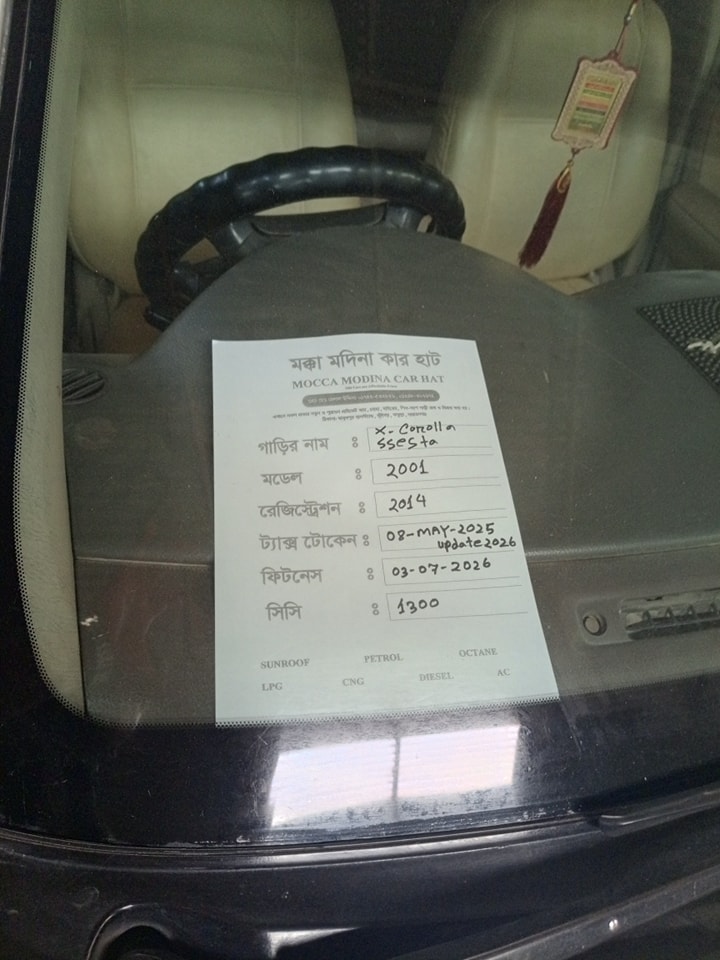 মক্কা মদিনা কার হাট
MOCCA MODINA CAR HAT
গাড়ির নাম : X- Corolla
SSESta
মডেল : 2001
রেজিস্ট্রেশন : 2014
ট্যাক্স টোকেন : 08-MAY-2025
update 2026
ফিটনেস : 03-07-2026
সিসি : 1300
SUNROOF PETROL OCTANE
LPG CNG DIESEL AC